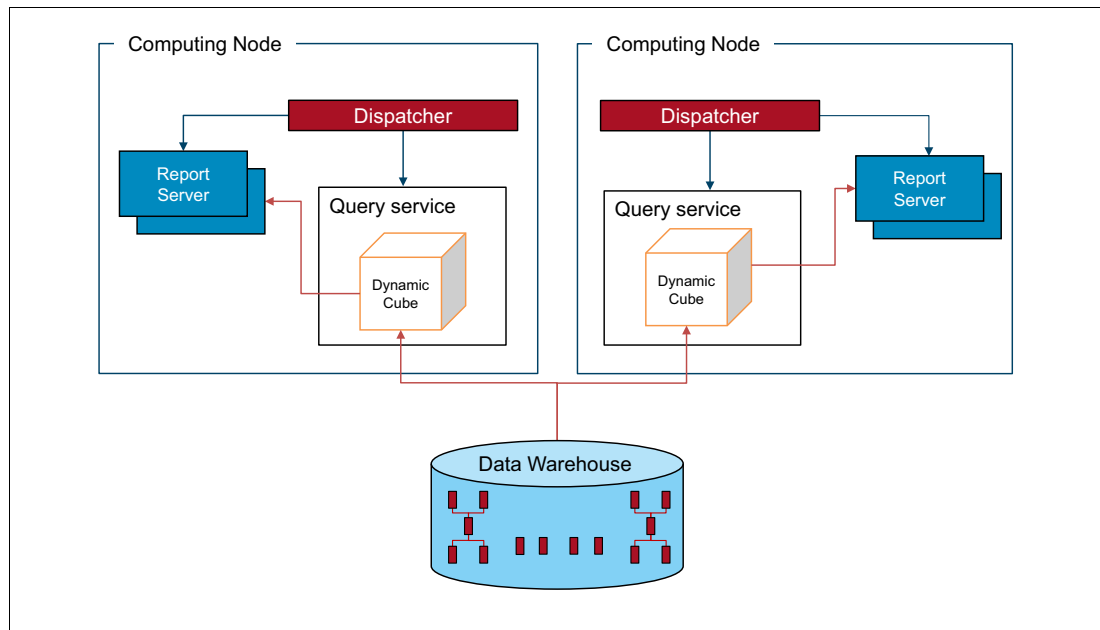 Computing Node
Dispatcher
Report
Server
Query service
Dynamic
Cube
Computing Node
Dispatcher
Report
Server
Query service
Dynamic
Cube
Data Warehouse